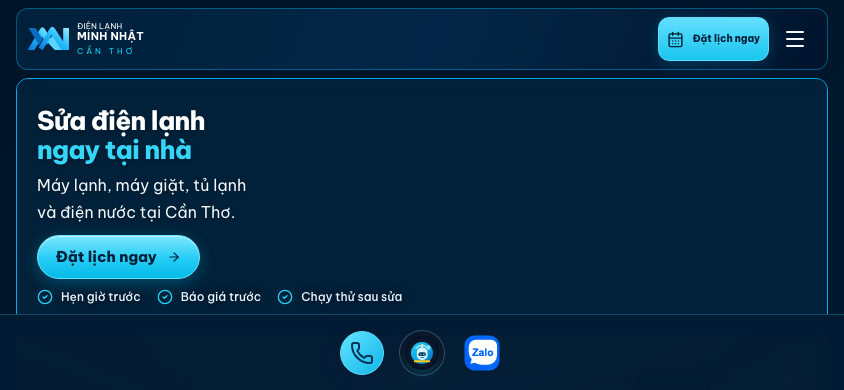 ĐIỆN LẠNH
MINH NHẬT
CẦN THƠ
Đặt lịch ngay
Sửa điện lạnh
ngay tại nhà
Máy lạnh, máy giặt, tủ lạnh
và điện nước tại Cần Thơ.
Đặt lịch ngay
Hẹn giờ trước
Báo giá trước
Chạy thử sau sửa
Zalo